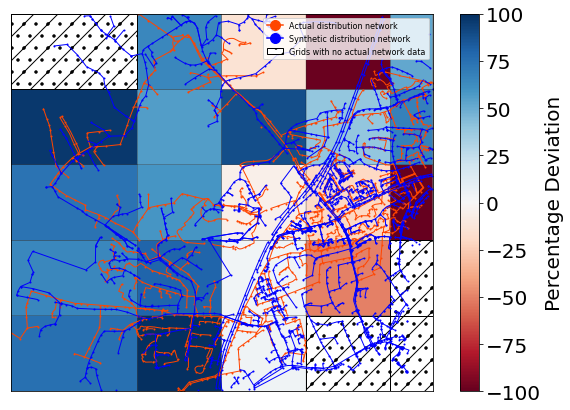 Actual distribution network
Synthetic distribution network
Grids with no actual network data
100
75
50
25
0
−25
−50
−75
−100
Percentage Deviation